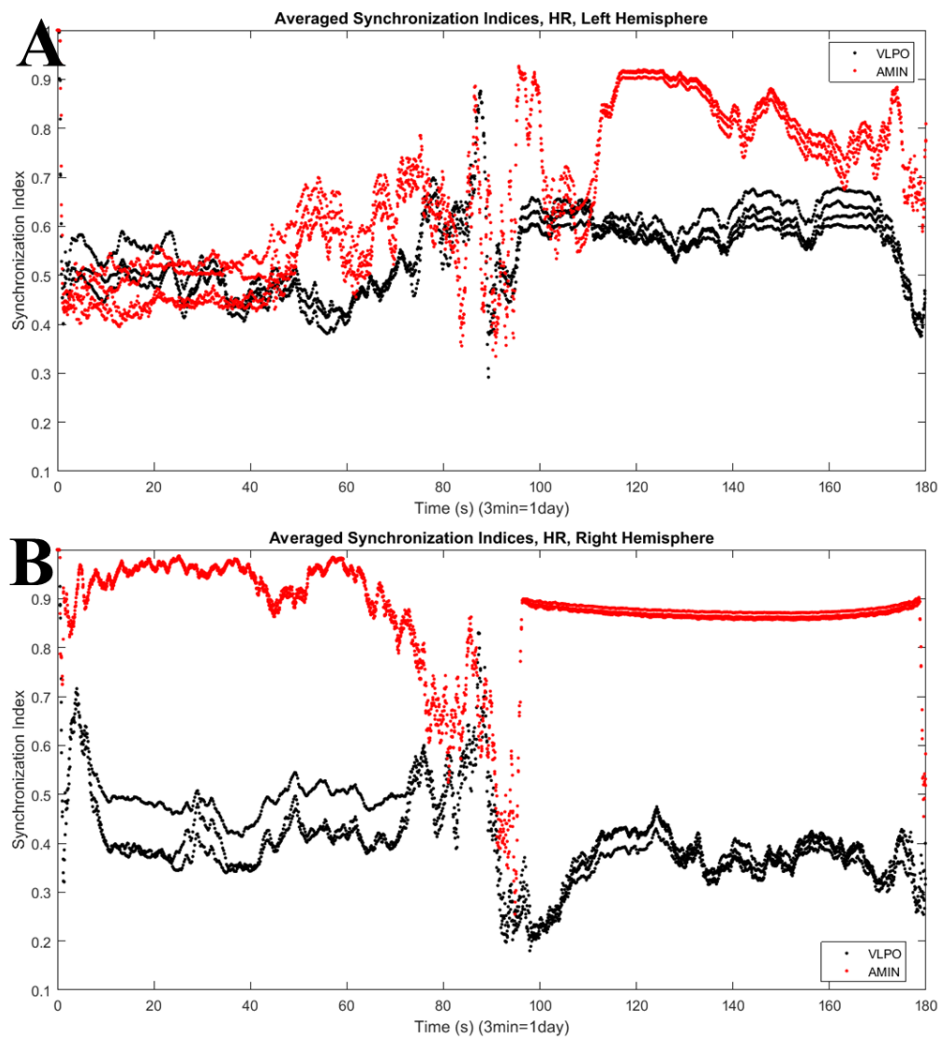 A
Averaged Synchronization Indices, HR, Left Hemisphere
VLPO
AMIN
Synchronization Index
1
0.9
0.8
0.7
0.6
0.5
0.4
0.3
0.2
0.1
0 20 40 60 80 100 120 140 160 180
Time (s) (3min=1day)
B
Averaged Synchronization Indices, HR, Right Hemisphere
Synchronization Index
0.9
0.8
0.7
0.6
0.5
0.4
0.3
0.2
0.1
VLPO
AMIN
0 20 40 60 80 100 120 140 160 180
Time (s) (3min=1day)